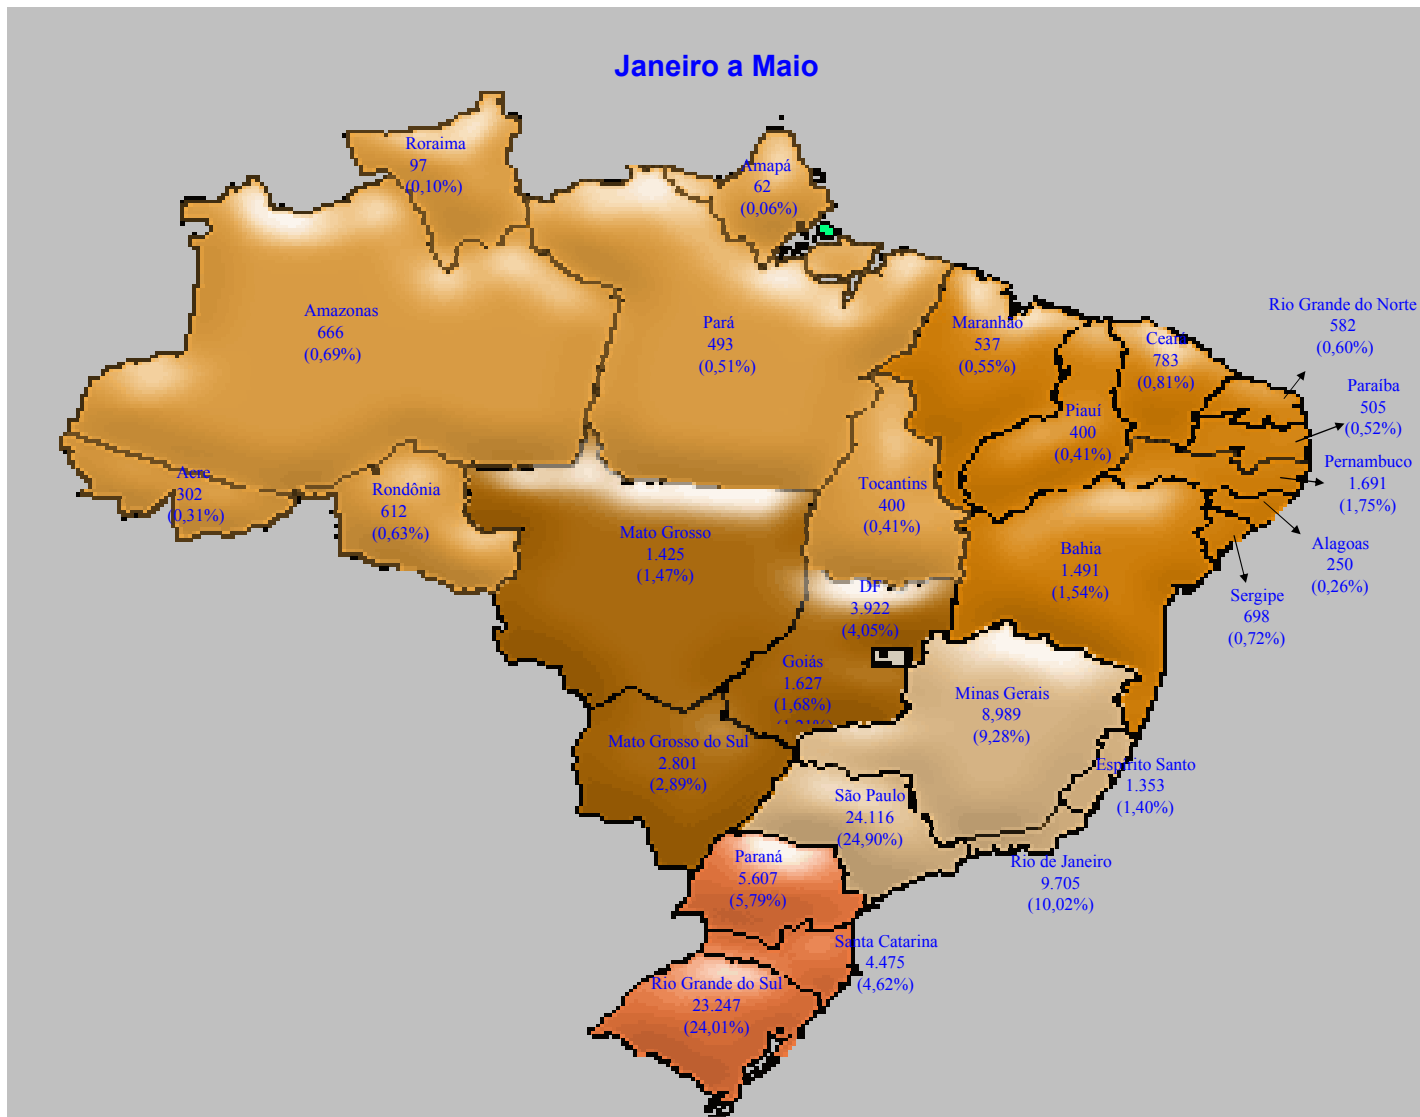 Janeiro a Maio
Roraima
97
(0,10%)
Amapá
62
(0,06%)
Amazonas
666
(0,69%)
Pará
493
(0,51%)
Maranhão
537
(0,55%)
Ceará
783
(0,81%)
Rio Grande do Norte
582
(0,60%)
Paraíba
505
(0,52%)
Piauí
400
(0,41%)
Pernambuco
1.691
(1,75%)
Acre
302
(0,31%)
Rondônia
612
(0,63%)
Tocantins
400
(0,41%)
Mato Grosso
1.425
(1,47%)
Bahia
1.491
(1,54%)
Alagoas
250
(0,26%)
Sergipe
698
(0,72%)
DF
3.922
(4,05%)
Goiás
1.627
(1,68%)
(1,21%)
Minas Gerais
8,989
(9,28%)
Mato Grosso do Sul
2.801
(2,89%)
Espírito Santo
1.353
(1,40%)
São Paulo
24.116
(24,90%)
Rio de Janeiro
9.705
(10,02%)
Paraná
5.607
(5,79%)
Santa Catarina
4.475
(4,62%)
Rio Grande do Sul
23.247
(24,01%)